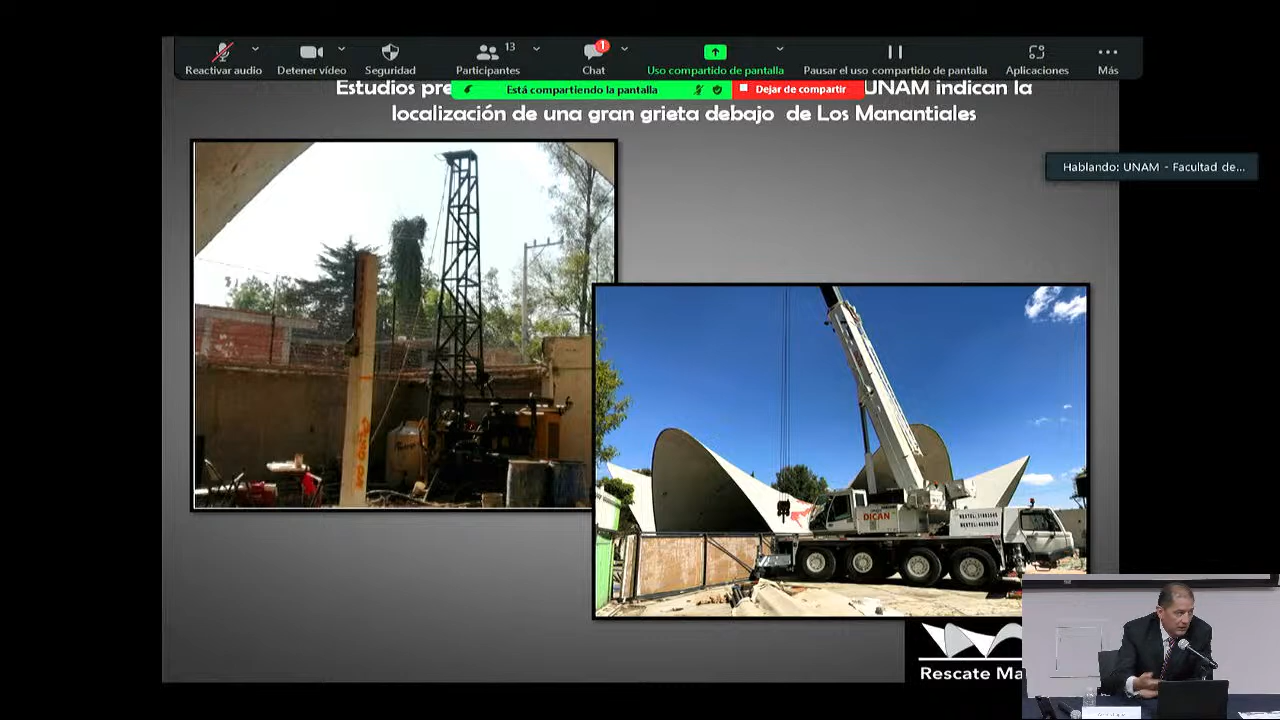 13
1
Reactivar audio
Detener vídeo
Seguridad
Participantes
Chat
Uso compartido de pantalla
Pausar el uso compartido de pantalla
Aplicaciones
Más
Está compartiendo la pantalla
Dejar de compartir
Estudios pre UNAM indican la
localización de una gran grieta debajo de Los Manantiales
Hablando: UNAM - Facultad de...
DICAN
Rescate Ma